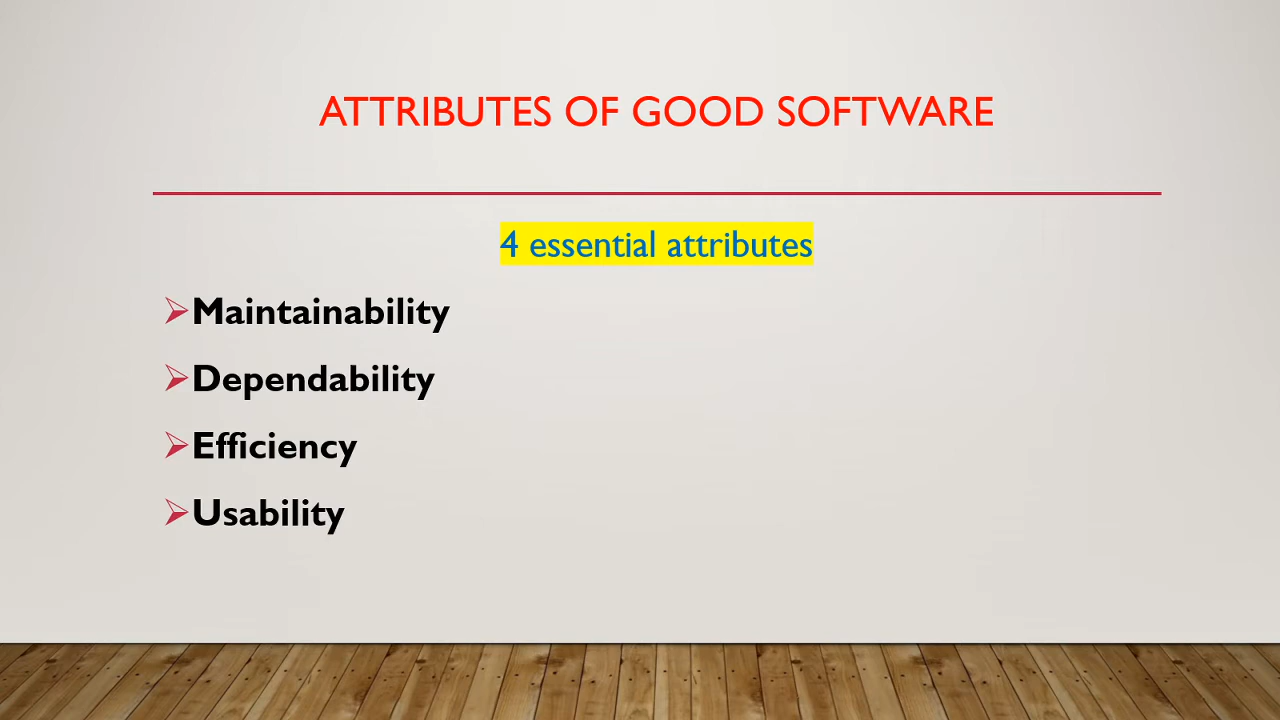 ATTRIBUTES OF GOOD SOFTWARE
4 essential attributes
Maintainability
Dependability
Efficiency
Usability